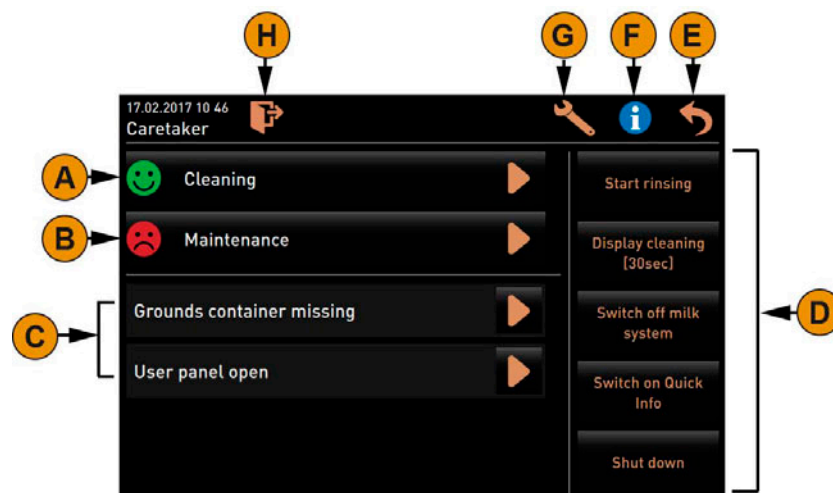 H
G
F
E
17.02.2017 10 46
Caretaker
i
A
Cleaning
Start rinsing
B
Maintenance
Display cleaning
[30sec]
C
Grounds container missing
Switch off milk
system
D
User panel open
Switch on Quick
Info
Shut down